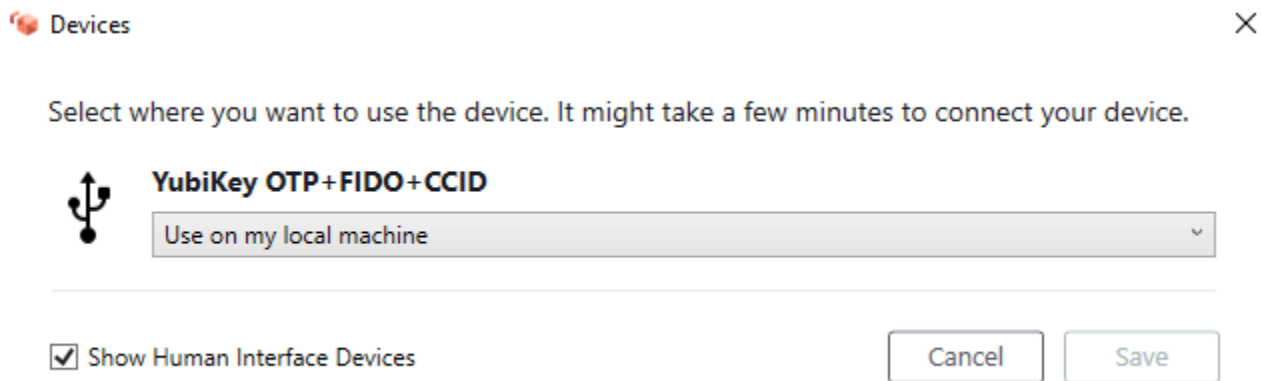 Devices
Select where you want to use the device. It might take a few minutes to connect your device.
YubiKey OTP+FIDO+CCID
Use on my local machine
Show Human Interface Devices
Cancel
Save